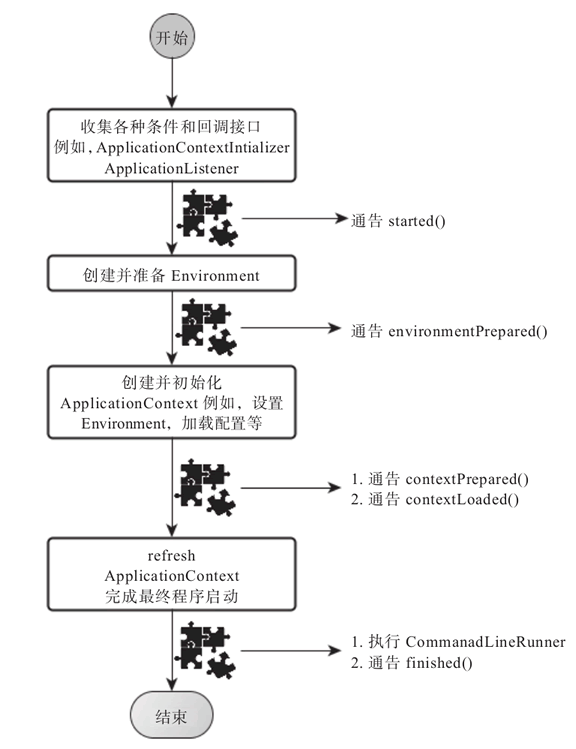 开始
收集各种条件和回调接口
例如，ApplicationContextIntializer
ApplicationListener
通告 started()
创建并准备 Environment
通告 environmentPrepared()
创建并初始化
ApplicationContext 例如，设置
Environment，加载配置等
1. 通告 contextPrepared()
2. 通告 contextLoaded()
refresh
ApplicationContext
完成最终程序启动
1. 执行 CommanadLineRunner
2. 通告 finished()
结束